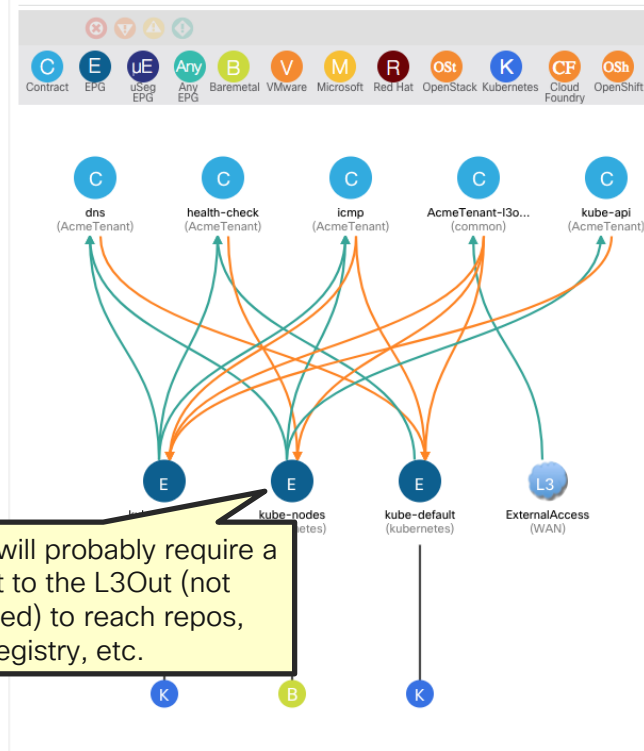 C E μE Any B V M R OSt K CF OSh
Contract EPG uSeg EPG Any EPG Baremetal VMware Microsoft Red Hat OpenStack Kubernetes Cloud Foundry OpenShift
C C C C C
dns health-check icmp AcmeTenant-l3o... kube-api
(AcmeTenant) (AcmeTenant) (AcmeTenant) (common) (AcmeTenant)
E E E L3
kube-nodes kube-default ExternalAccess
(kubernetes) (WAN)
will probably require a
t to the L3Out (not
ed) to reach repos,
egistry, etc.
K B K